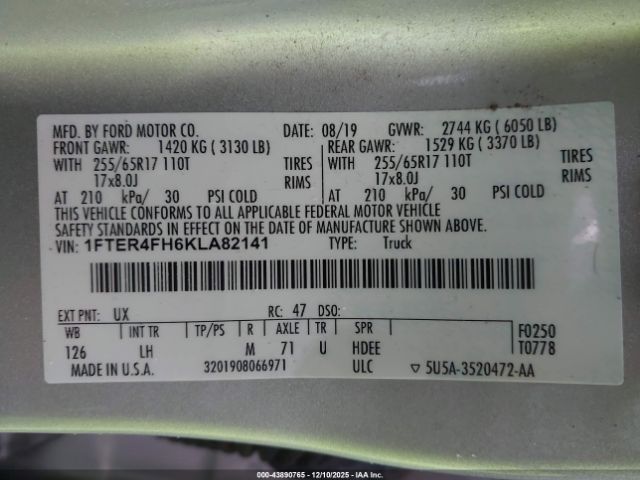 MFD. BY FORD MOTOR CO. DATE: 08/19 GVWR: 2744 KG ( 6050 LB)
FRONT GAWR: 1420 KG ( 3130 LB) REAR GAWR: 1529 KG ( 3370 LB)
WITH 255/65R17 110T TIRES WITH 255/65R17 110T TIRES
17x8.0J RIMS 17x8.0J RIMS
AT 210 kPa/ 30 PSI COLD AT 210 kPa/ 30 PSI COLD
THIS VEHICLE CONFORMS TO ALL APPLICABLE FEDERAL MOTOR VEHICLE
SAFETY STANDARDS IN EFFECT ON THE DATE OF MANUFACTURE SHOWN ABOVE.
VIN: 1FTER4FH6KLA82141 TYPE: Truck
EXT PNT: UX RC: 47 DSO:
WB INT TR TP/PS R AXLE TR SPR F0250
126 LH M 71 U HDEE T0778
MADE IN U.S.A. 3201908066971 ULC ▽ 5U5A-3520472-AA
000-43890765 - 12/10/2025 - IAA Inc.